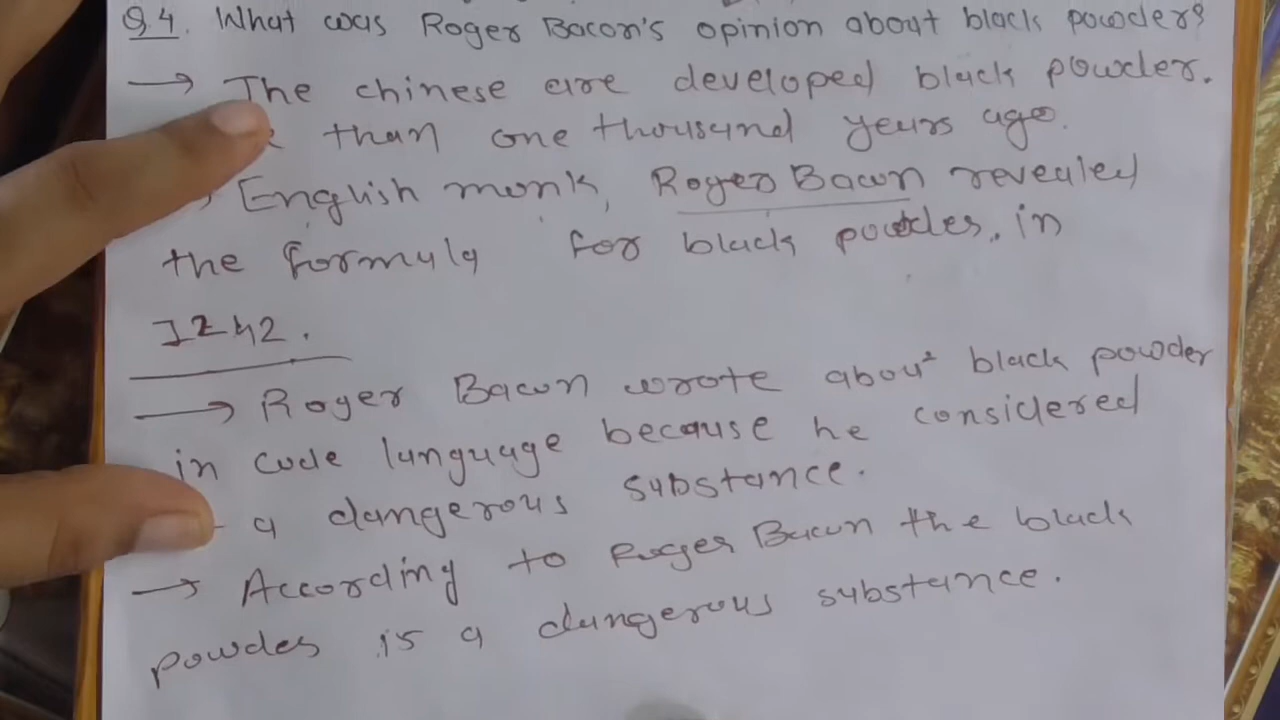 Q.4. What was Roger Bacon's opinion about black powder?
→ The chinese are developed black powder.
than one thousand years ago.
English monk, Roger Bacon revealed
the formula for black powder, in
1242.
→ Roger Bacon wrote about black powder
in code language because he considered
a dangerous substance.
→ According to Roger Bacon the black
powder is a dangerous substance.